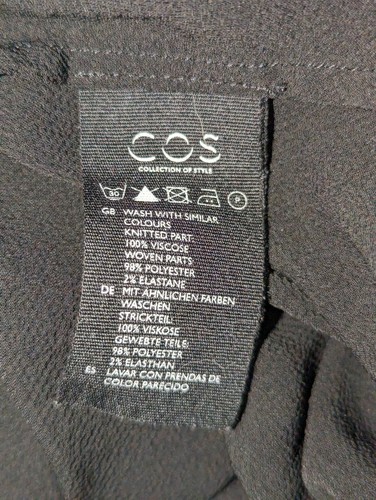 COS
COLLECTION OF STYLE
30 P
GB WASH WITH SIMILAR
COLOURS
KNITTED PART:
100% VISCOSE
WOVEN PARTS
98% POLYESTER
2% ELASTANE
DE MIT ÄHNLICHEN FARBEN
WASCHEN
STRICKTEIL:
100% VISKOSE
GEWEBTE TEILE:
98% POLYESTER
2% ELASTHAN
ES LAVAR CON PRENDAS DE
COLOR PARECIDO